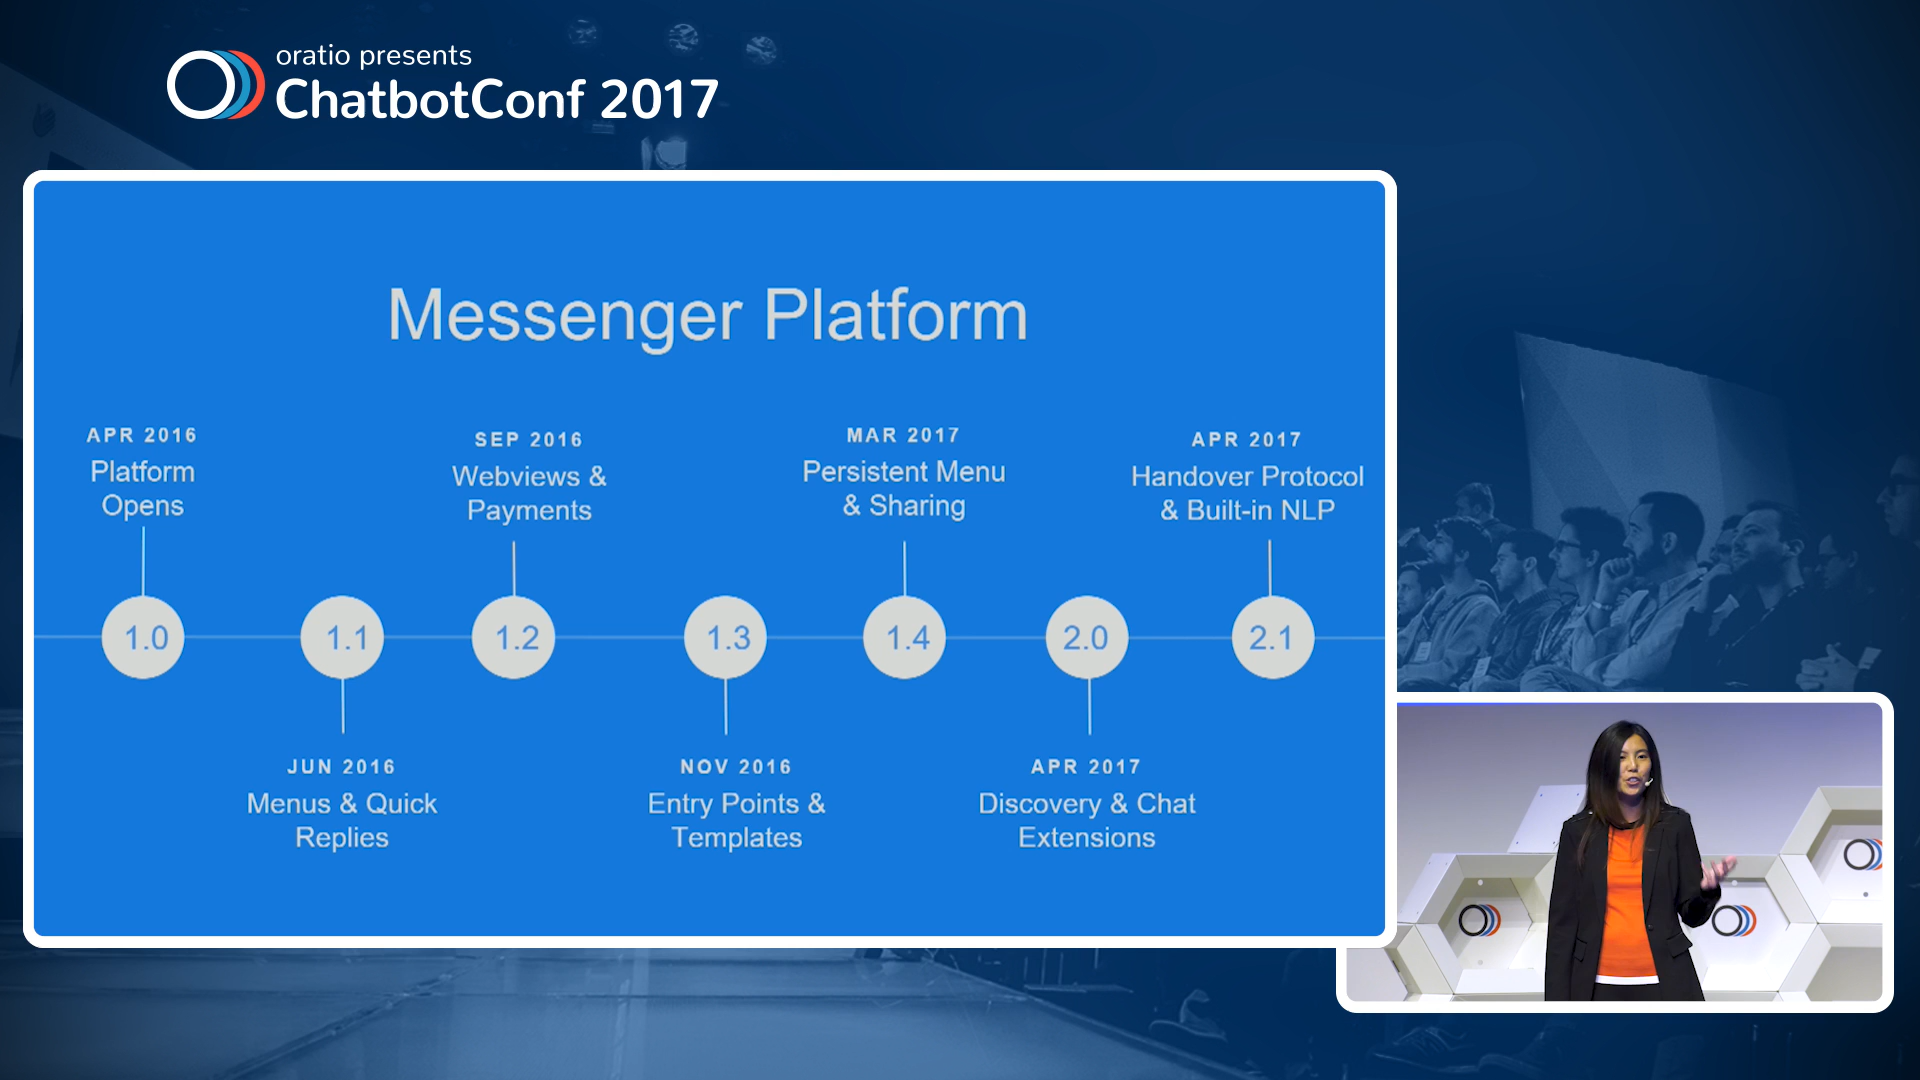 oratio presents
ChatbotConf 2017
Messenger Platform
APR 2016
Platform
Opens
SEP 2016
Webviews &
Payments
MAR 2017
Persistent Menu
& Sharing
APR 2017
Handover Protocol
& Built-in NLP
1.0
1.1
1.2
1.3
1.4
2.0
2.1
JUN 2016
Menus & Quick
Replies
NOV 2016
Entry Points &
Templates
APR 2017
Discovery & Chat
Extensions